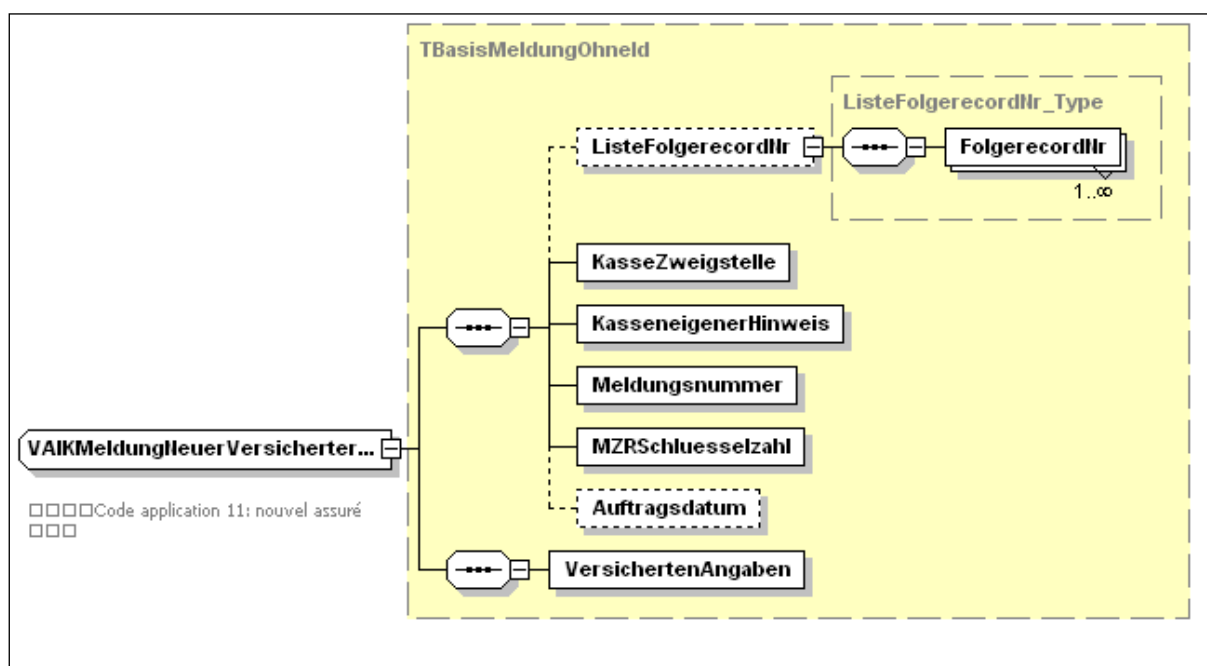 TBasisMeldungOhneId
ListeFolgerecordNr_Type
ListeFolgerecordNr
FolgerecordNr
1..∞
KasseZweigstelle
KasseneigenerHinweis
Meldungsnummer
VAIKMeldungNeuerVersicherter...
MZRSchluesselzahl
□□□□Code application 11: nouvel assuré
□□□
Auftragsdatum
VersichertenAngaben